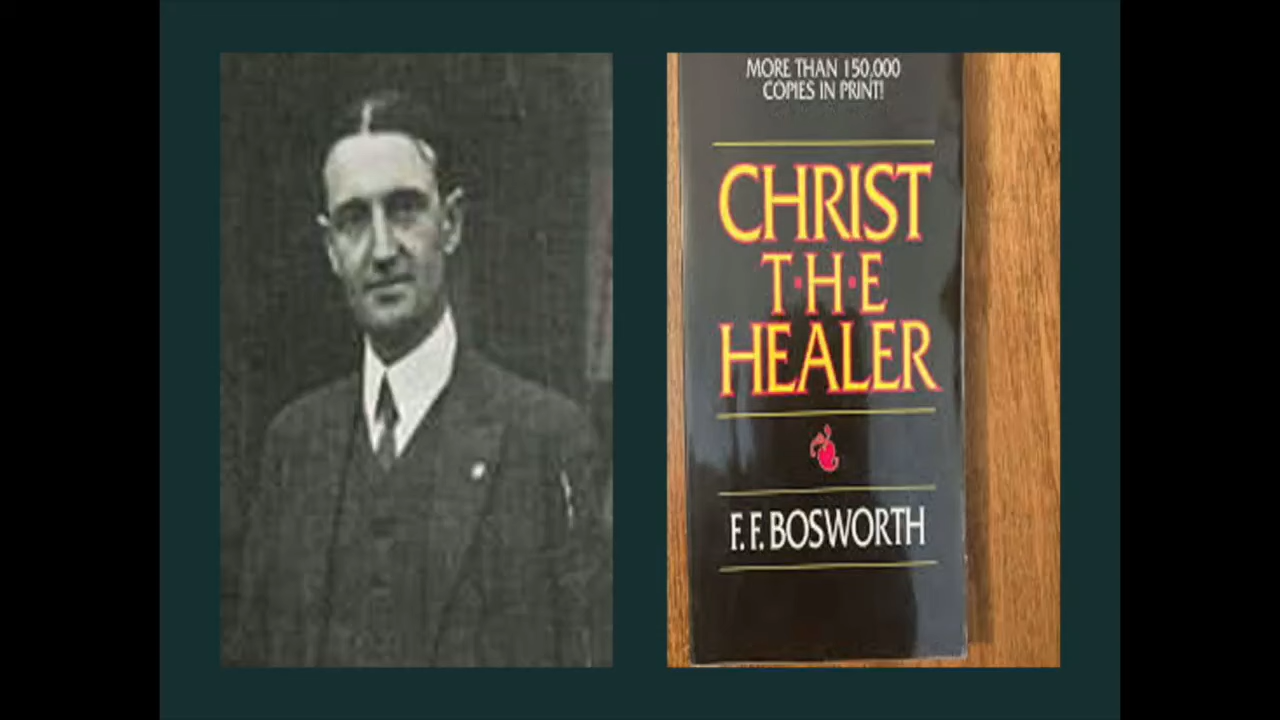 MORE THAN 150,000
COPIES IN PRINT!
CHRIST
T·H·E
HEALER
F. F. BOSWORTH